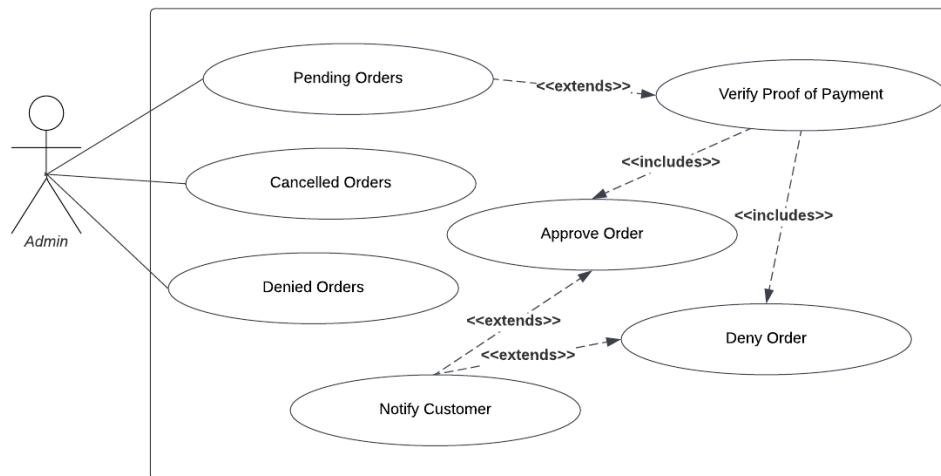 Pending Orders
<<extends>>
Verify Proof of Payment
<<includes>>
Cancelled Orders
<<includes>>
Approve Order
Admin
Denied Orders
<<extends>>
Deny Order
<<extends>>
Notify Customer